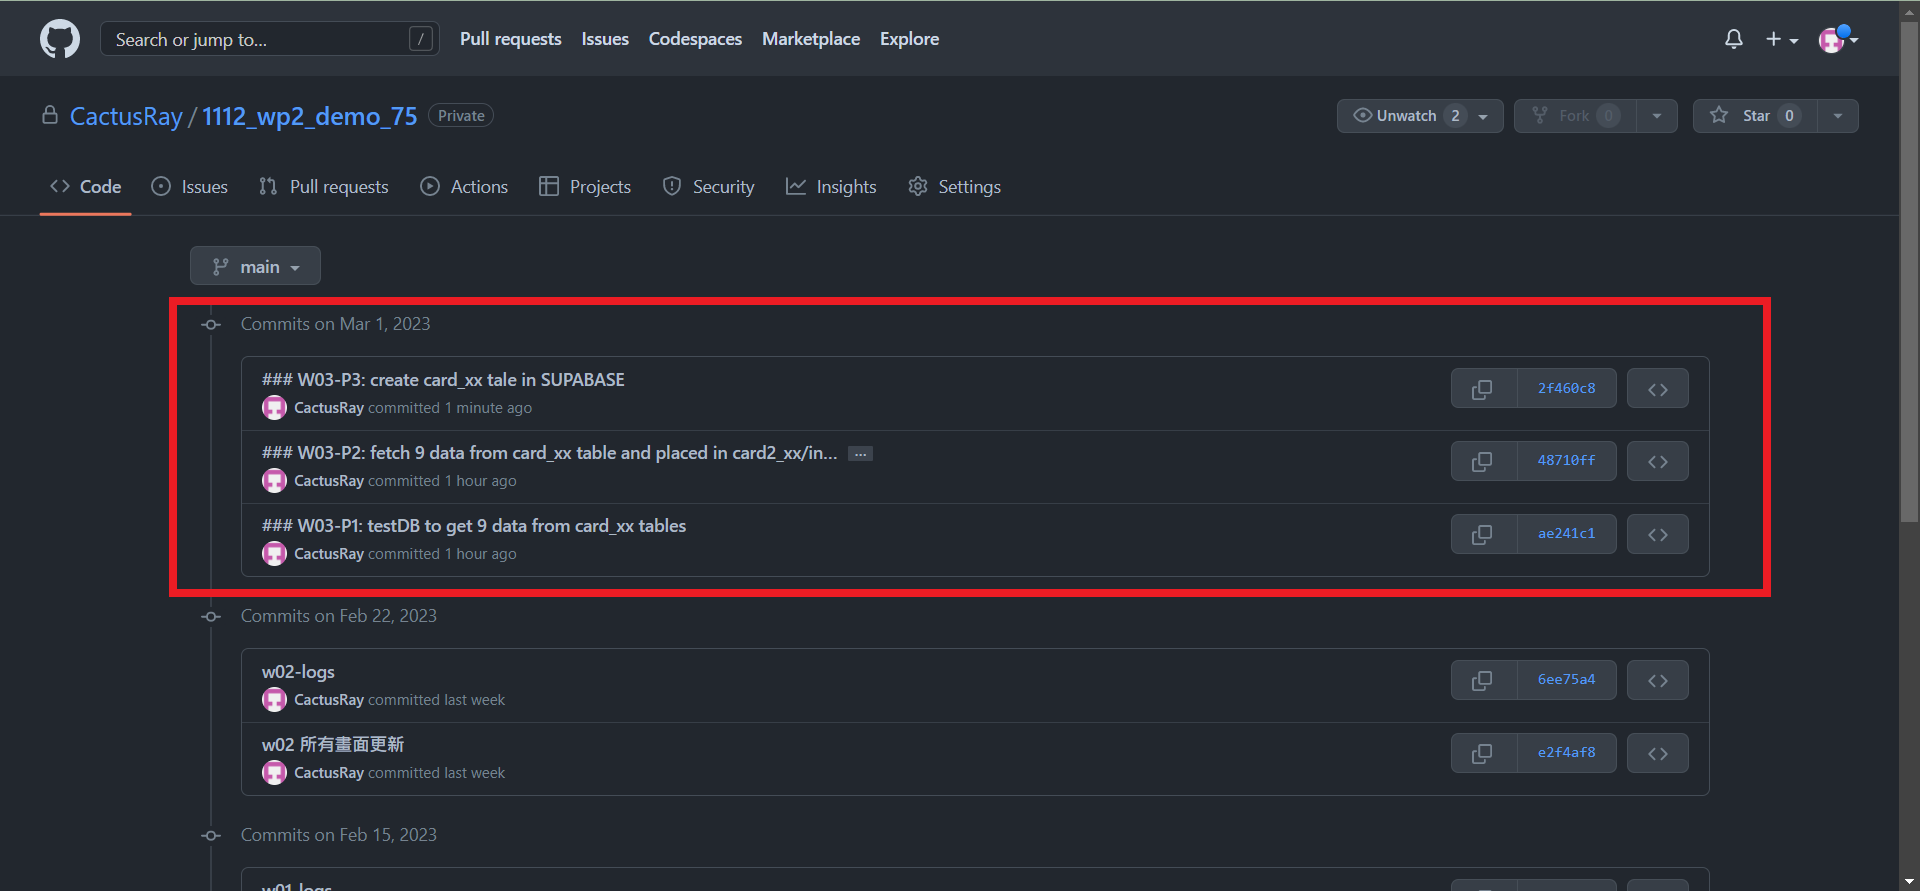 Search or jump to... /
Pull requests Issues Codespaces Marketplace Explore
CactusRay / 1112_wp2_demo_75 Private
Unwatch 2 Fork 0 Star 0
Code Issues Pull requests Actions Projects Security Insights Settings
main
Commits on Mar 1, 2023
### W03-P3: create card_xx tale in SUPABASE
CactusRay committed 1 minute ago
2f460c8
### W03-P2: fetch 9 data from card_xx table and placed in card2_xx/in... ...
CactusRay committed 1 hour ago
48710ff
### W03-P1: testDB to get 9 data from card_xx tables
CactusRay committed 1 hour ago
ae241c1
Commits on Feb 22, 2023
w02-logs
CactusRay committed last week
6ee75a4
w02 所有畫面更新
CactusRay committed last week
e2f4af8
Commits on Feb 15, 2023
w01-logs